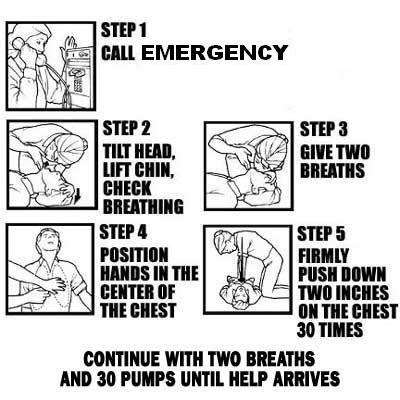 STEP 1
CALL EMERGENCY
STEP 2
TILT HEAD,
LIFT CHIN,
CHECK
BREATHING
STEP 3
GIVE TWO
BREATHS
STEP 4
POSITION
HANDS IN THE
CENTER OF
THE CHEST
STEP 5
FIRMLY
PUSH DOWN
TWO INCHES
ON THE CHEST
30 TIMES
CONTINUE WITH TWO BREATHS
AND 30 PUMPS UNTIL HELP ARRIVES